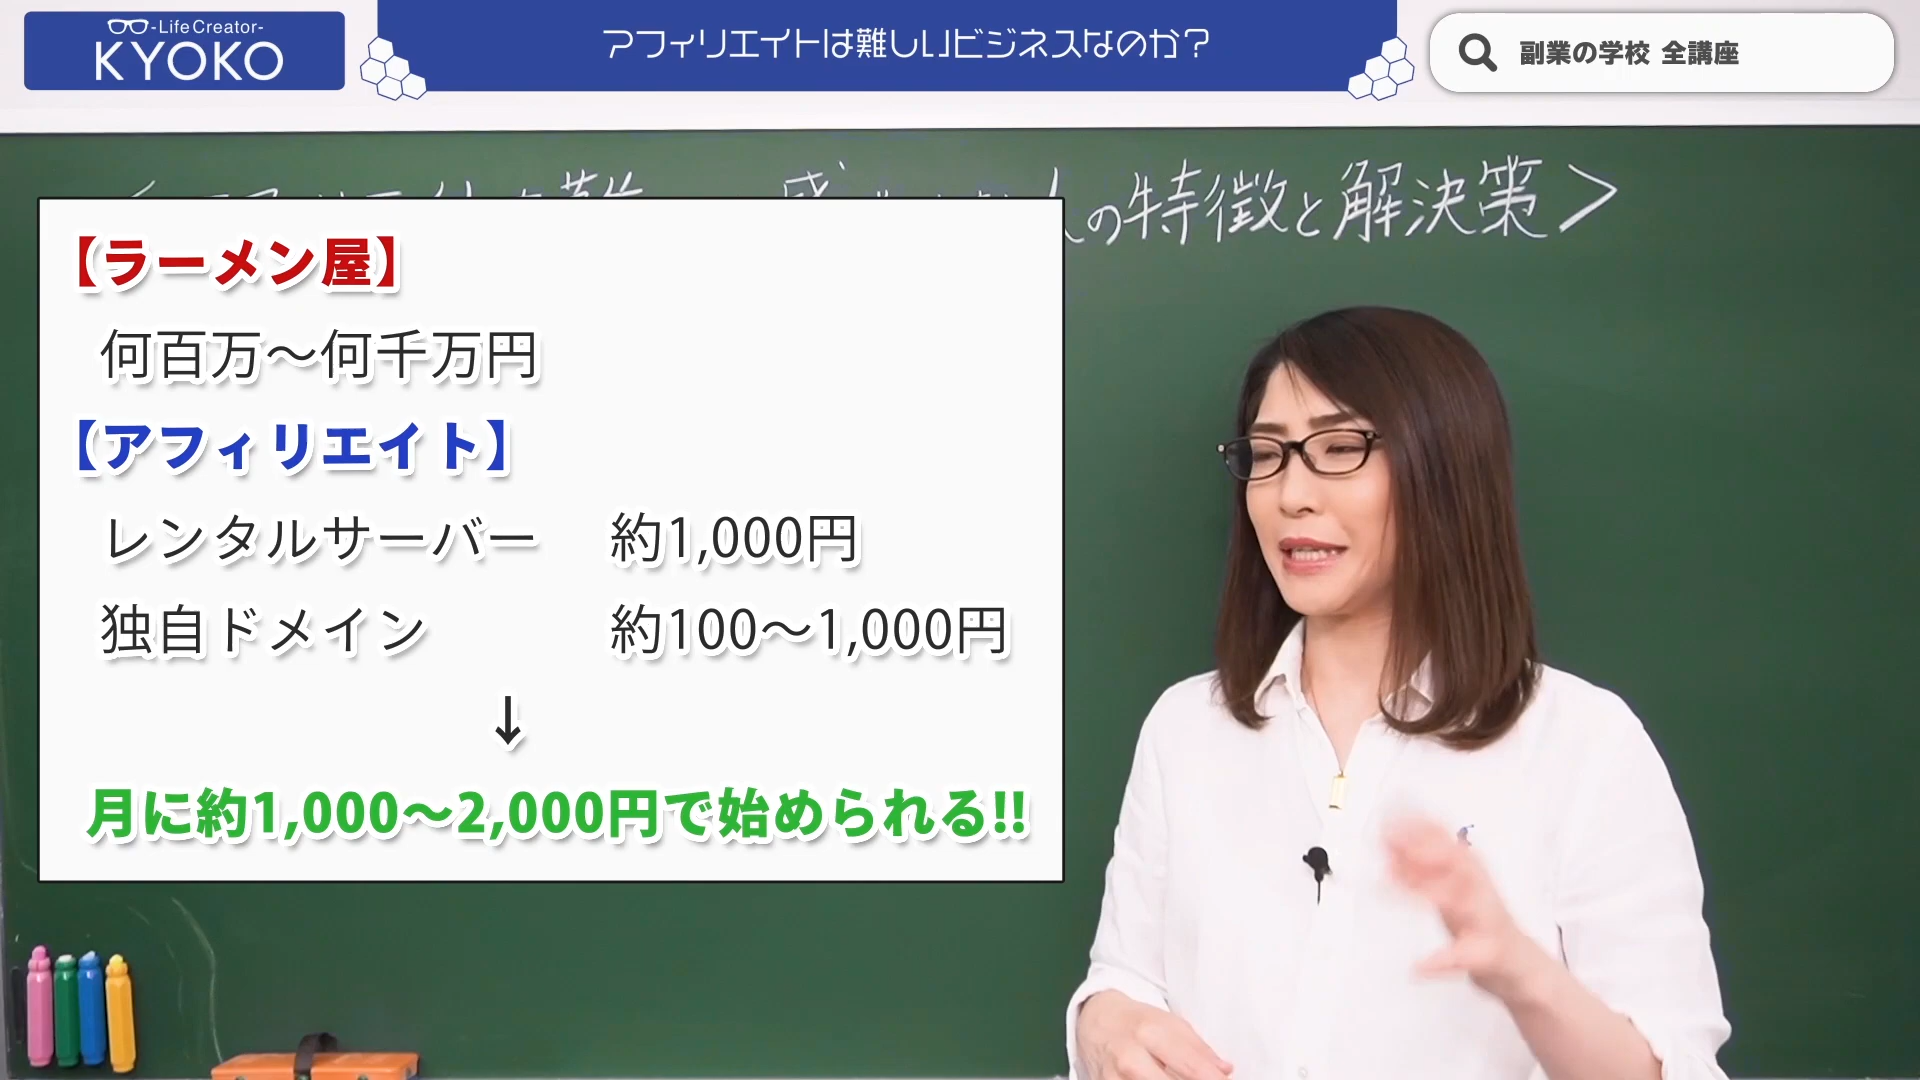 -Life Creator-
KYOKO
アフィリエイトは難しいビジネスなのか?
副業の学校 全講座
の特徴と解決策>
【ラーメン屋】
何百万~何千万円
【アフィリエイト】
レンタルサーバー 約1,000円
独自ドメイン 約100~1,000円
↓
月に約1,000~2,000円で始められる!!